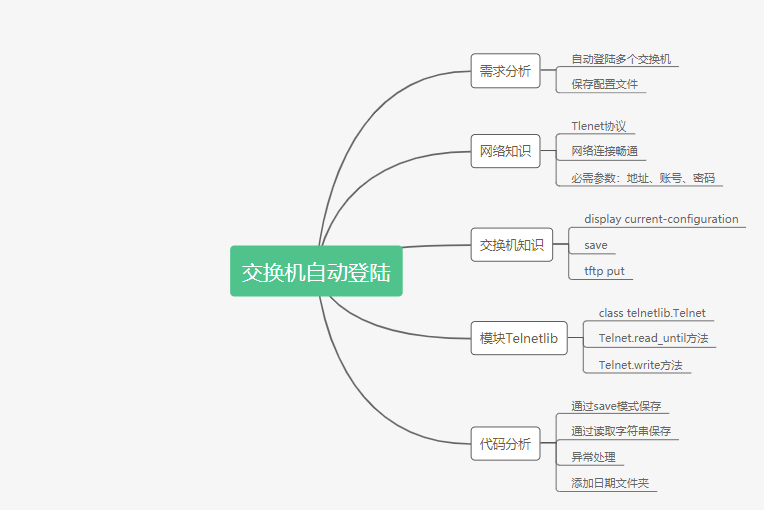 交换机自动登陆
需求分析
自动登陆多个交换机
保存配置文件
网络知识
Tlenet协议
网络连接畅通
必需参数：地址、账号、密码
交换机知识
display current-configuration
save
tftp put
模块Telnetlib
class telnetlib.Telnet
Telnet.read_until方法
Telnet.write方法
代码分析
通过save模式保存
通过读取字符串保存
异常处理
添加日期文件夹